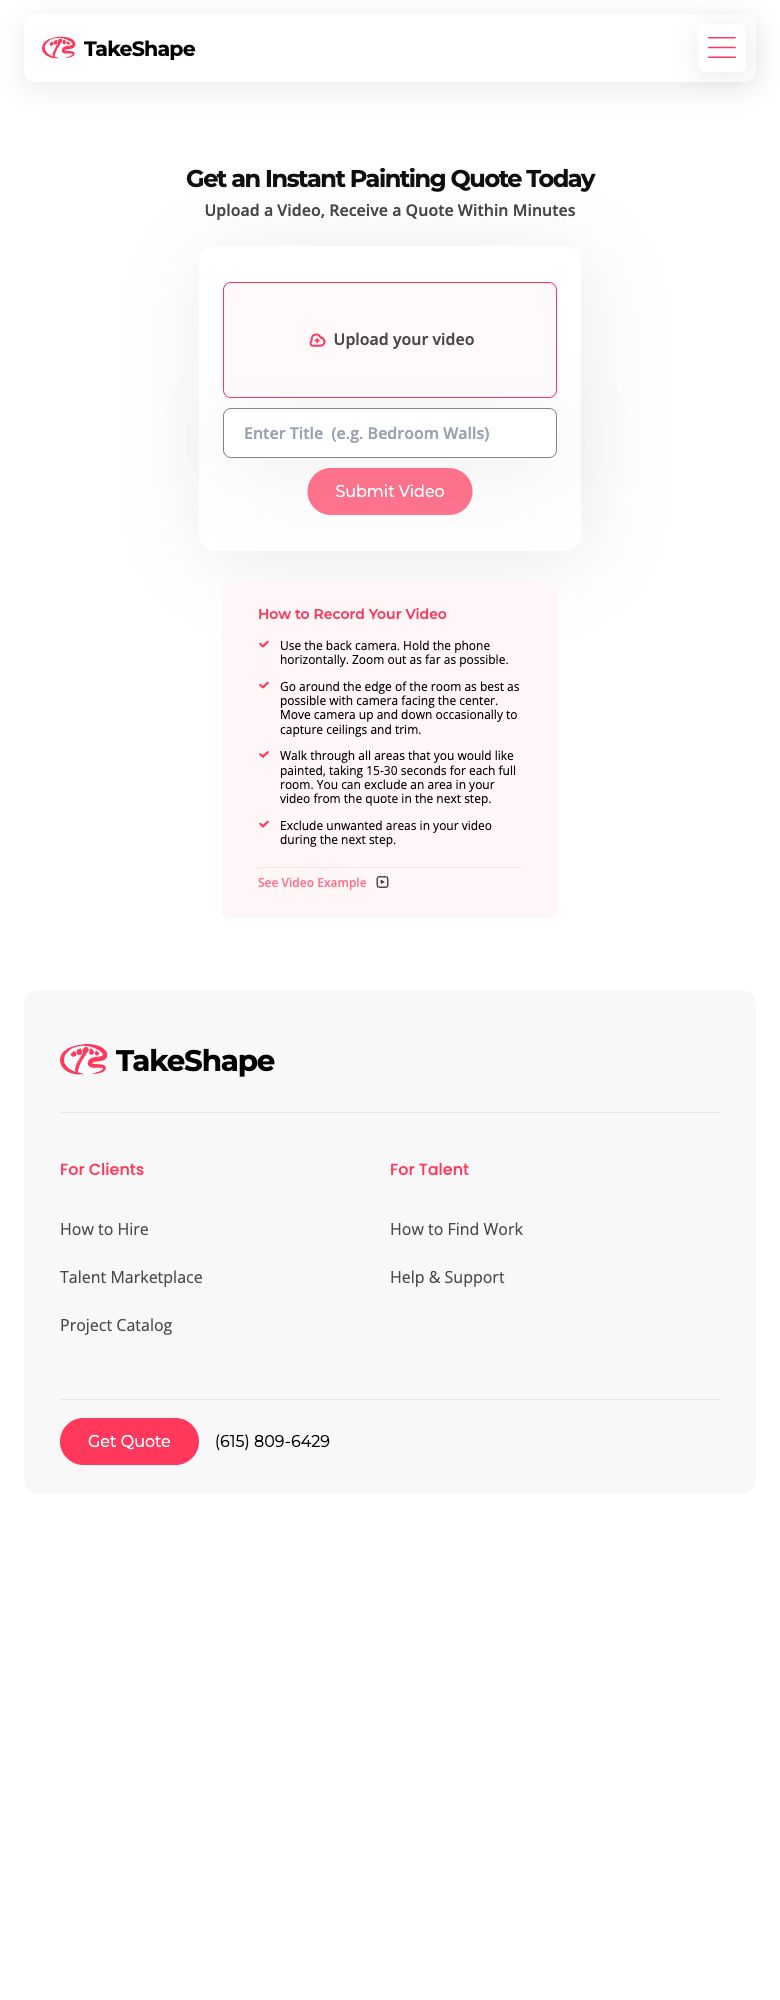 TakeShape
Get an Instant Painting Quote Today
Upload a Video, Receive a Quote Within Minutes
Upload your video
Enter Title (e.g. Bedroom Walls)
Submit Video
How to Record Your Video
Use the back camera. Hold the phone
horizontally. Zoom out as far as possible.
Go around the edge of the room as best as
possible with camera facing the center.
Move camera up and down occasionally to
capture ceilings and trim.
Walk through all areas that you would like
painted, taking 15-30 seconds for each full
room. You can exclude an area in your
video from the quote in the next step.
Exclude unwanted areas in your video
during the next step.
See Video Example
TakeShape
For Clients
How to Hire
Talent Marketplace
Project Catalog
For Talent
How to Find Work
Help & Support
Get Quote
(615) 809-6429